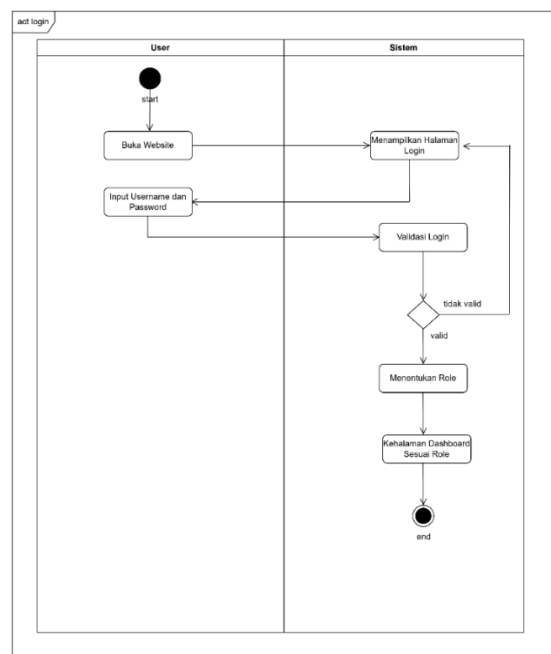 act login
User
Sistem
start
Buka Website
Menampilkan Halaman
Login
Input Username dan
Password
Validasi Login
tidak valid
valid
Menentukan Role
Kehalaman Dashboard
Sesuai Role
end